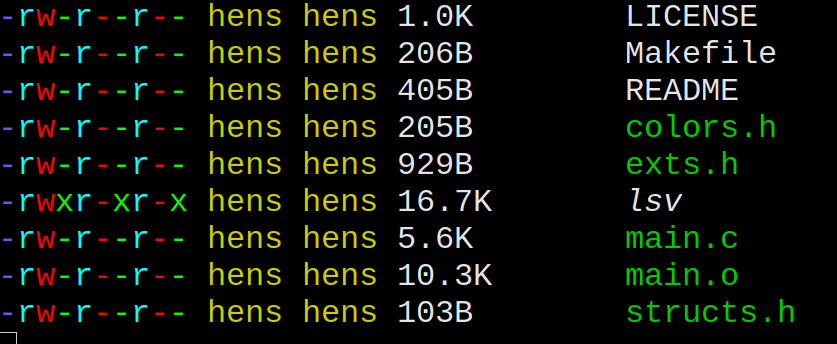 -rw-r--r-- hens hens 1.0K LICENSE
-rw-r--r-- hens hens 206B Makefile
-rw-r--r-- hens hens 405B README
-rw-r--r-- hens hens 205B colors.h
-rw-r--r-- hens hens 929B exts.h
-rwxr-xr-x hens hens 16.7K lsv
-rw-r--r-- hens hens 5.6K main.c
-rw-r--r-- hens hens 10.3K main.o
-rw-r--r-- hens hens 103B structs.h